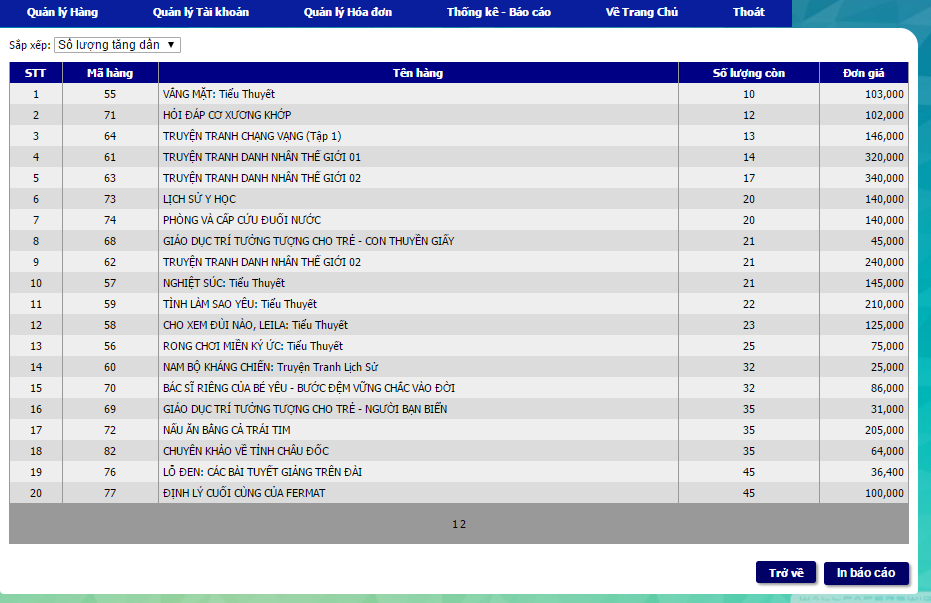 Quản lý Hàng Quản lý Tài khoản Quản lý Hóa đơn Thống kê - Báo cáo Về Trang Chủ Thoát
Sắp xếp: Số lượng tăng dần
STT Mã hàng Tên hàng Số lượng còn Đơn giá
1 55 VẮNG MẶT: Tiểu Thuyết 10 103,000
2 71 HỎI ĐÁP CƠ XƯƠNG KHỚP 12 102,000
3 64 TRUYỆN TRANH CHẠNG VẠNG (Tập 1) 13 146,000
4 61 TRUYỆN TRANH DANH NHÂN THẾ GIỚI 01 14 320,000
5 63 TRUYỆN TRANH DANH NHÂN THẾ GIỚI 02 17 340,000
6 73 LỊCH SỬ Y HỌC 20 140,000
7 74 PHÒNG VÀ CẤP CỨU ĐUỐI NƯỚC 20 140,000
8 68 GIÁO DỤC TRÍ TƯỞNG TƯỢNG CHO TRẺ - CON THUYỀN GIẤY 21 45,000
9 62 TRUYỆN TRANH DANH NHÂN THẾ GIỚI 02 21 240,000
10 57 NGHIỆT SÚC: Tiểu Thuyết 21 145,000
11 59 TÌNH LÀM SAO YÊU: Tiểu Thuyết 22 210,000
12 58 CHO XEM ĐÙI NÀO, LEILA: Tiểu Thuyết 23 125,000
13 56 RONG CHƠI MIỀN KÝ ỨC: Tiểu Thuyết 25 75,000
14 60 NAM BỘ KHÁNG CHIẾN: Truyện Tranh Lịch Sử 32 25,000
15 70 BÁC SĨ RIÊNG CỦA BÉ YÊU - BƯỚC ĐỆM VỮNG CHẮC VÀO ĐỜI 32 86,000
16 69 GIÁO DỤC TRÍ TƯỞNG TƯỢNG CHO TRẺ - NGƯỜI BẠN BIỂN 35 31,000
17 72 NẤU ĂN BẰNG CẢ TRÁI TIM 35 205,000
18 82 CHUYÊN KHẢO VỀ TỈNH CHÂU ĐỐC 35 64,000
19 76 LỖ ĐEN: CÁC BÀI TUYẾT GIẢNG TRÊN ĐÀI 45 36,400
20 77 ĐỊNH LÝ CUỐI CÙNG CỦA FERMAT 45 100,000
1 2
Trở về In báo cáo